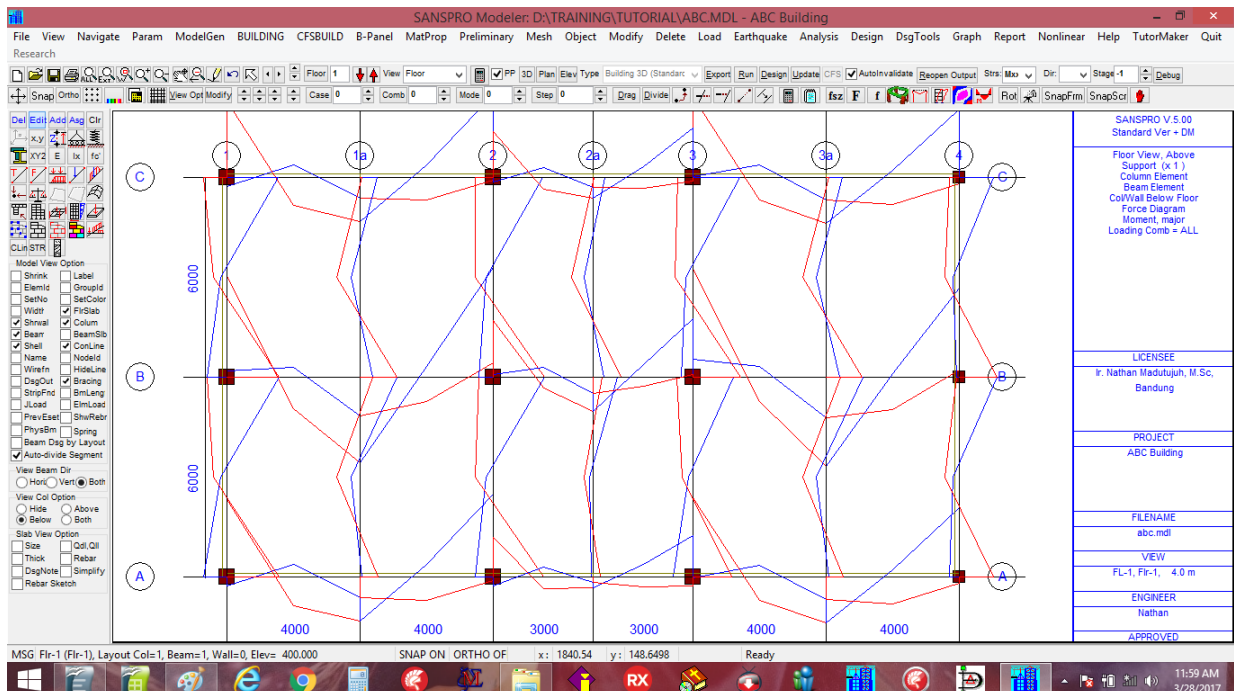 SANSPRO Modeler: D:\TRAINING\TUTORIAL\ABC.MDL - ABC Building
File View Navigate Param ModelGen BUILDING CFSBUILD B-Panel MatProp Preliminary Mesh Object Modify Delete Load Earthquake Analysis Design DsgTools Graph Report Nonlinear Help TutorMaker Quit
Research
Floor 1 View Floor PP 3D Plan Elev Type Building 3D (Standarc Export Run Design Update CFS AutoInvalidate Reopen Output Strs: Mxx Dir: Stage -1 Debug
Snap Ortho View Opt Modify Case 0 Comb 0 Mode 0 Step 0 Drag Divide fsz F f Rot SnapFrm SnapScr
Del Edit Add Asg Clr
x,y
XY2 E Ix fc'
CLin STR
Model View Option
Shrink Label
ElemId GroupId
SetNo SetColor
Width FlrSlab
Shrwal Colum
Beam BeamSlb
Shell ConLine
Name NodeId
Wirefn HideLine
DsgOut Bracing
StripFnd BmLeng
JLoad ElmLoad
PrevEset ShwRebr
PhysBm Spring
Beam Dsg by Layout
Auto-divide Segment
View Beam Dir
Hori Vert Both
View Col Option
Hide Above
Below Both
Slab View Option
Size Qdl,Qll
Thick Rebar
DsgNote Simplify
Rebar Sketch
1 1a 2 2a 3 3a 4
C C
6000
B B
6000
A A
4000 4000 3000 3000 4000 4000
SANSPRO V.5.00
Standard Ver + DM
Floor View, Above
Support (x 1 )
Column Element
Beam Element
Col/Wall Below Floor
Force Diagram
Moment, major
Loading Comb = ALL
LICENSEE
Ir. Nathan Madutujuh, M.Sc,
Bandung
PROJECT
ABC Building
FILENAME
abc.mdl
VIEW
FL-1, Flr-1, 4.0 m
ENGINEER
Nathan
APPROVED
MSG Flr-1 (Flr-1), Layout Col=1, Beam=1, Wall=0, Elev= 400.000 SNAP ON ORTHO OF x: 1840.54 y: 148.6498 Ready
RX
11:59 AM
3/28/2017